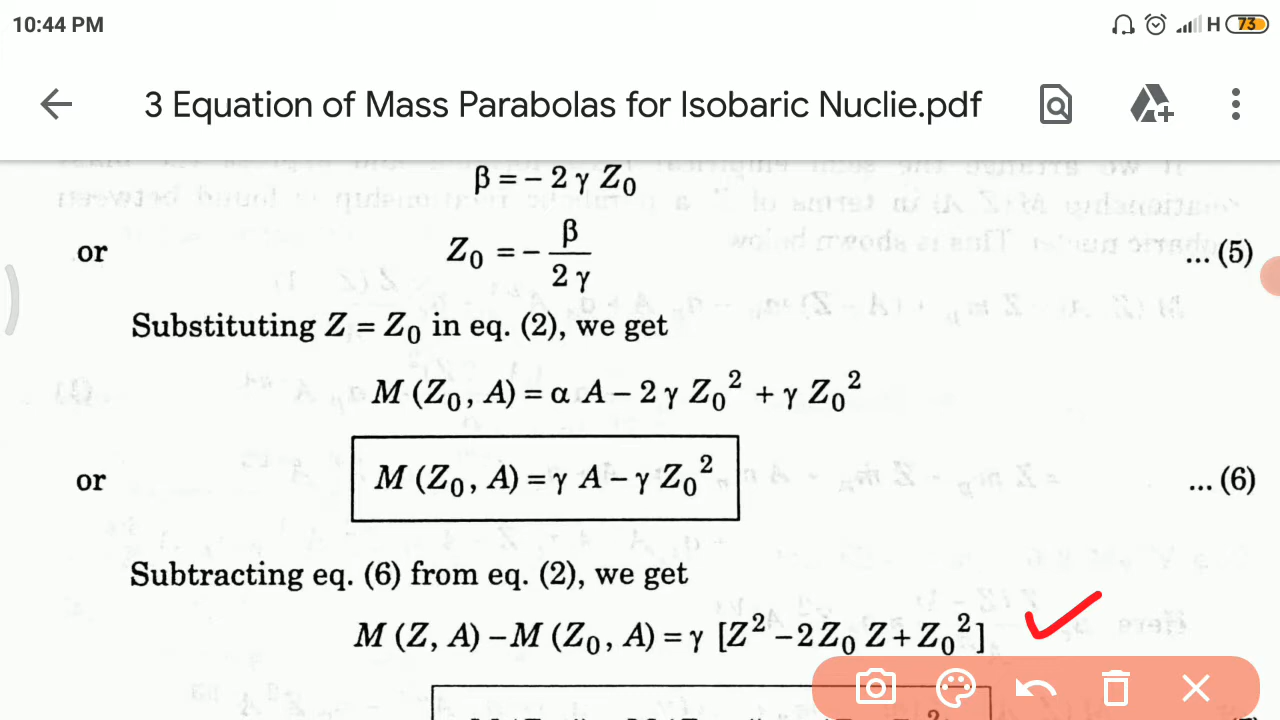 10:44 PM
H 73
3 Equation of Mass Parabolas for Isobaric Nuclie.pdf
β = − 2 γ Z₀
or Z₀ = − β / 2 γ ... (5)
Substituting Z = Z₀ in eq. (2), we get
M (Z₀, A) = α A − 2 γ Z₀² + γ Z₀²
or M (Z₀, A) = γ A − γ Z₀² ... (6)
Subtracting eq. (6) from eq. (2), we get
M (Z, A) − M (Z₀, A) = γ [Z² − 2 Z₀ Z + Z₀²]